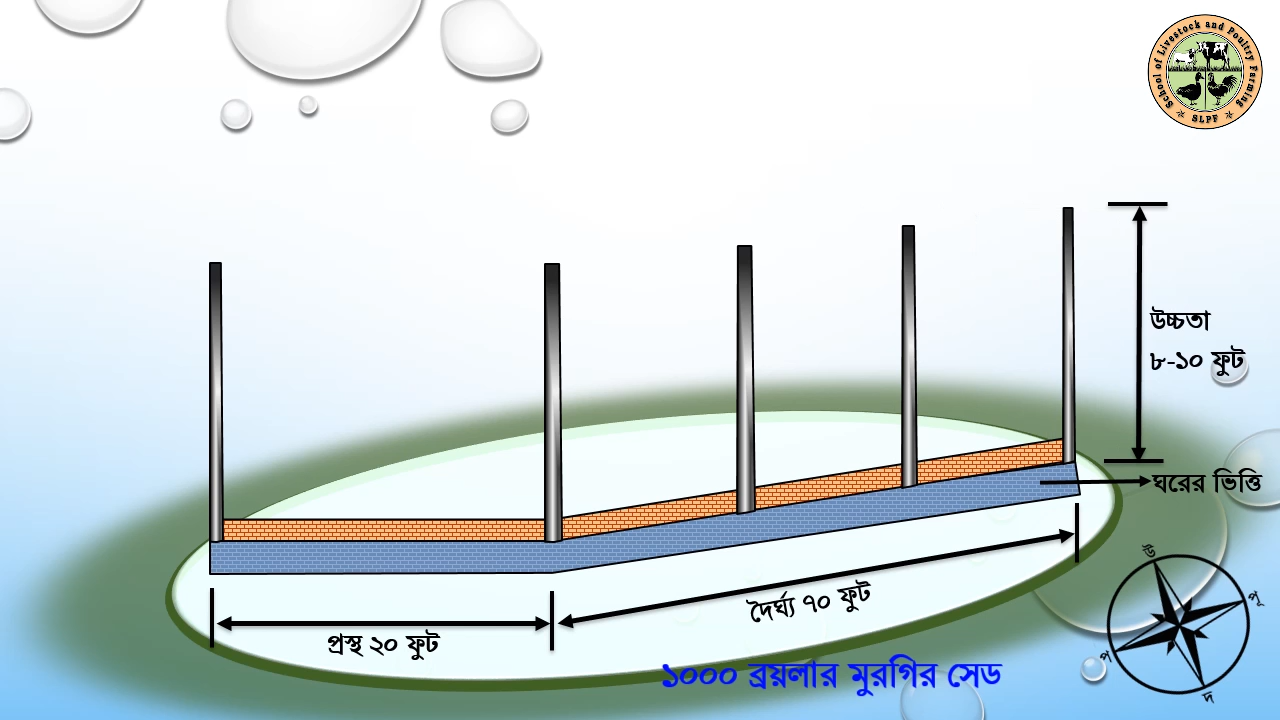 School of Livestock and Poultry Farming
SLPF
উচ্চতা
৮-১০ ফুট
ঘরের ভিত্তি
দৈর্ঘ্য ৭০ ফুট
প্রস্থ ২০ ফুট
উ
পূ
প
দ
১০০০ ব্রয়লার মুরগির সেড